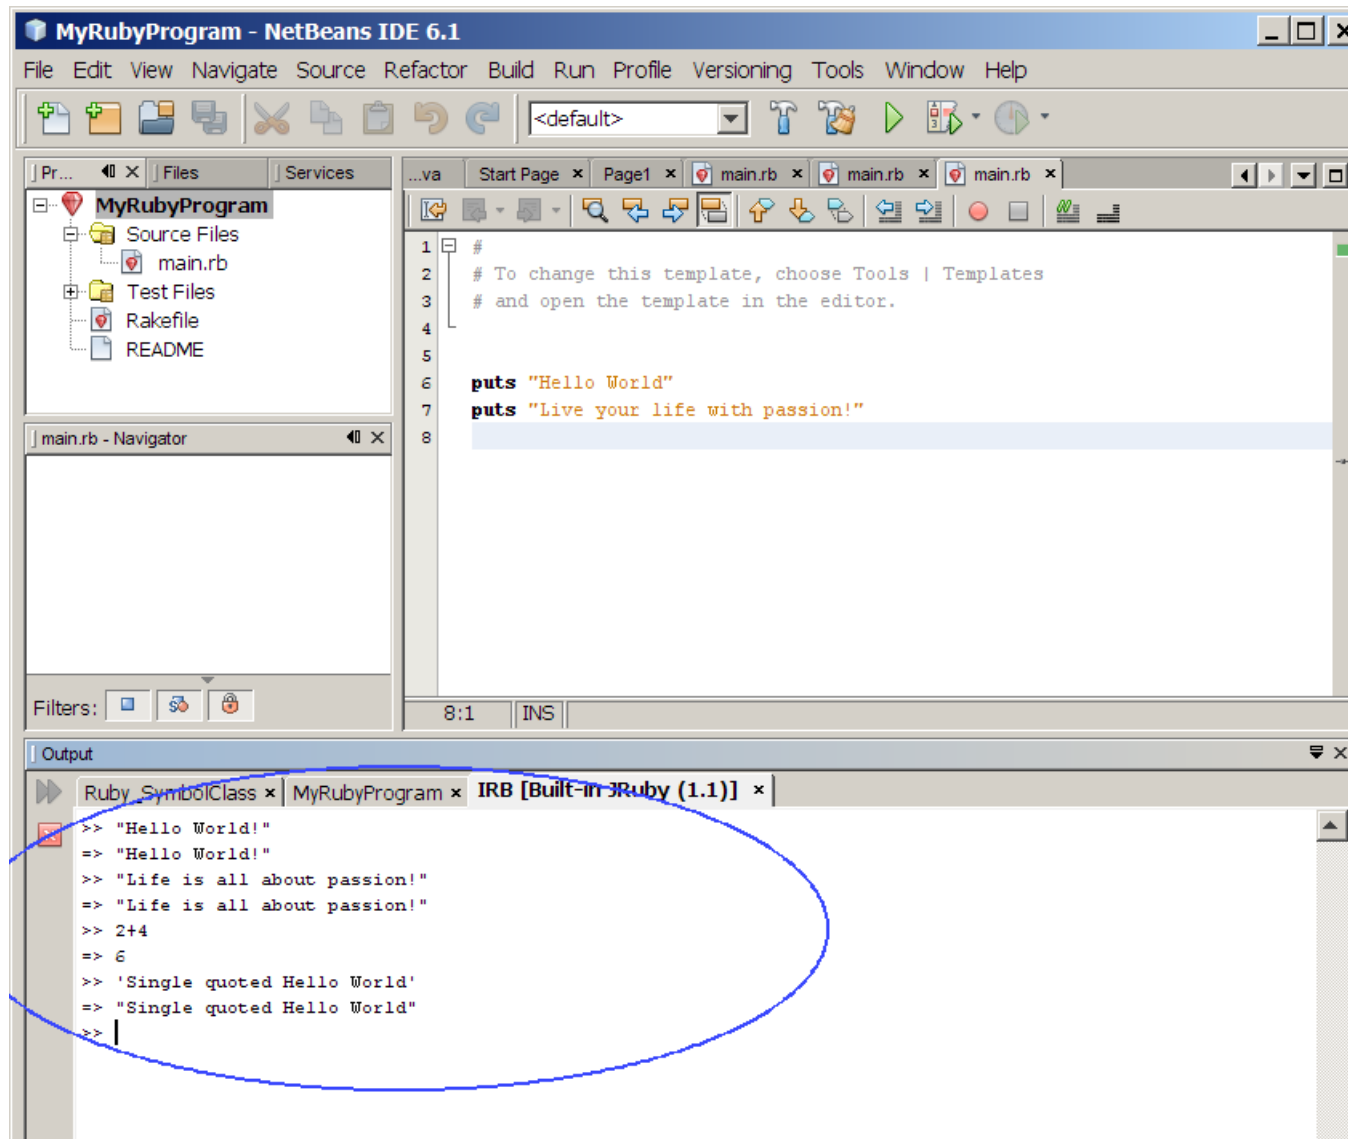 MyRubyProgram - NetBeans IDE 6.1
File Edit View Navigate Source Refactor Build Run Profile Versioning Tools Window Help
<default>
Pr... Files Services
MyRubyProgram
Source Files
main.rb
Test Files
Rakefile
README
main.rb - Navigator
Filters:
...va Start Page Page1 main.rb main.rb main.rb
1 #
2 # To change this template, choose Tools | Templates
3 # and open the template in the editor.
4
5
6 puts "Hello World"
7 puts "Live your life with passion!"
8
8:1 INS
Output
Ruby_SymbolClass MyRubyProgram IRB [Built-in JRuby (1.1)]
>> "Hello World!"
=> "Hello World!"
>> "Life is all about passion!"
=> "Life is all about passion!"
>> 2+4
=> 6
>> 'Single quoted Hello World'
=> "Single quoted Hello World"
>>